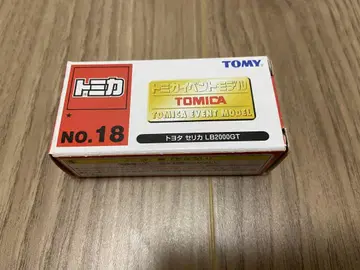 トミカ
NO.18
TOMY
トミカイベントモデル
TOMICA
TOMICA EVENT MODEL
トヨタ セリカ LB2000GT